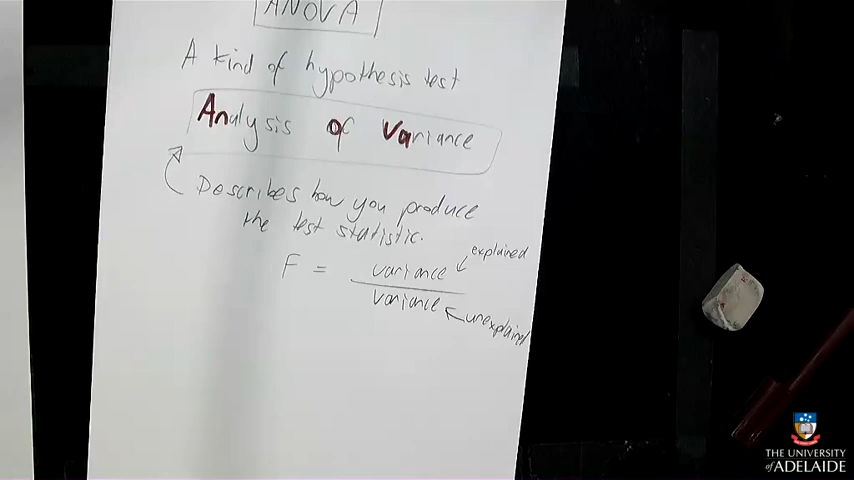 ANOVA
A kind of hypothesis test
Analysis of Variance
Describes how you produce
the test statistic.
F = variance explained
variance unexplained
THE UNIVERSITY
of ADELAIDE